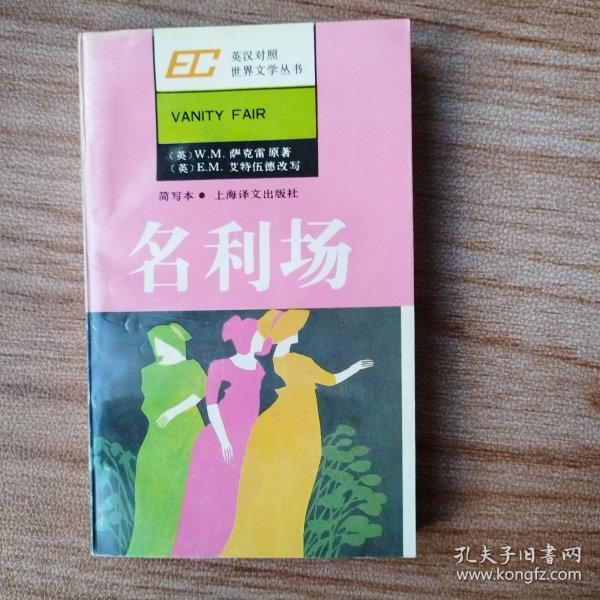 EC
英汉对照
世界文学丛书
VANITY FAIR
〔英〕W.M. 萨克雷原著
〔英〕E.M. 艾特伍德改写
简写本 ● 上海译文出版社
名利场
孔夫子旧书网
www.kongfz.com